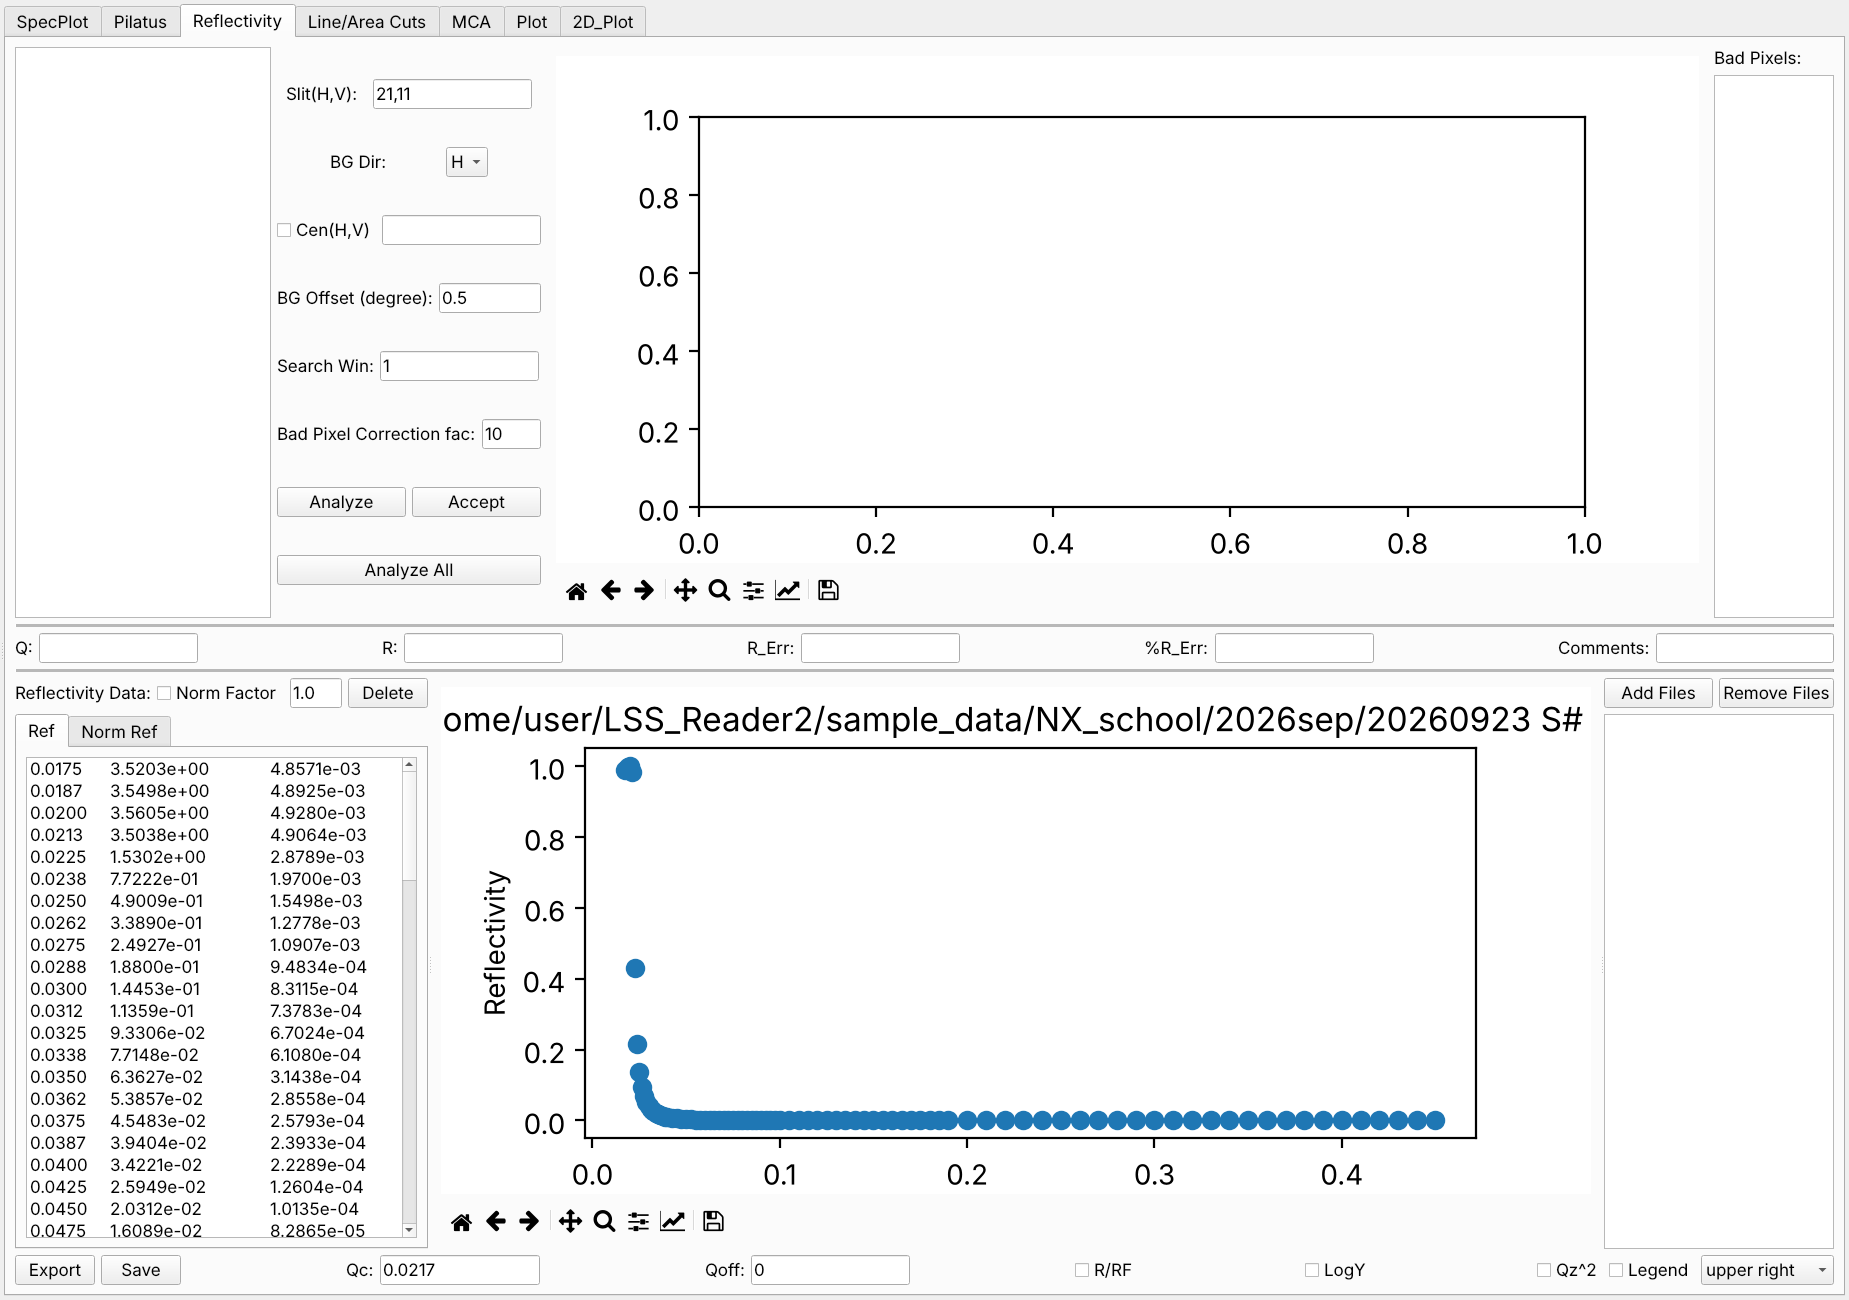 SpecPlot Pilatus Reflectivity Line/Area Cuts MCA Plot 2D_Plot
Slit(H,V): 21,11
BG Dir: H
Cen(H,V)
BG Offset (degree): 0.5
Search Win: 1
Bad Pixel Correction fac: 10
Analyze Accept
Analyze All
1.0
0.8
0.6
0.4
0.2
0.0
0.0 0.2 0.4 0.6 0.8 1.0
Bad Pixels:
Q: R: R_Err: %R_Err: Comments:
Reflectivity Data: Norm Factor 1.0 Delete
Ref Norm Ref
0.0175 3.5203e+00 4.8571e-03
0.0187 3.5498e+00 4.8925e-03
0.0200 3.5605e+00 4.9280e-03
0.0213 3.5038e+00 4.9064e-03
0.0225 1.5302e+00 2.8789e-03
0.0238 7.7222e-01 1.9700e-03
0.0250 4.9009e-01 1.5498e-03
0.0262 3.3890e-01 1.2778e-03
0.0275 2.4927e-01 1.0907e-03
0.0288 1.8800e-01 9.4834e-04
0.0300 1.4453e-01 8.3115e-04
0.0312 1.1359e-01 7.3783e-04
0.0325 9.3306e-02 6.7024e-04
0.0338 7.7148e-02 6.1080e-04
0.0350 6.3627e-02 3.1438e-04
0.0362 5.3857e-02 2.8558e-04
0.0375 4.5483e-02 2.5793e-04
0.0387 3.9404e-02 2.3933e-04
0.0400 3.4221e-02 2.2289e-04
0.0425 2.5949e-02 1.2604e-04
0.0450 2.0312e-02 1.0135e-04
0.0475 1.6089e-02 8.2865e-05
ome/user/LSS_Reader2/sample_data/NX_school/2026sep/20260923 S#
Reflectivity
1.0
0.8
0.6
0.4
0.2
0.0
0.0 0.1 0.2 0.3 0.4
Add Files Remove Files
Export Save Qc: 0.0217 Qoff: 0 R/RF LogY Qz^2 Legend upper right